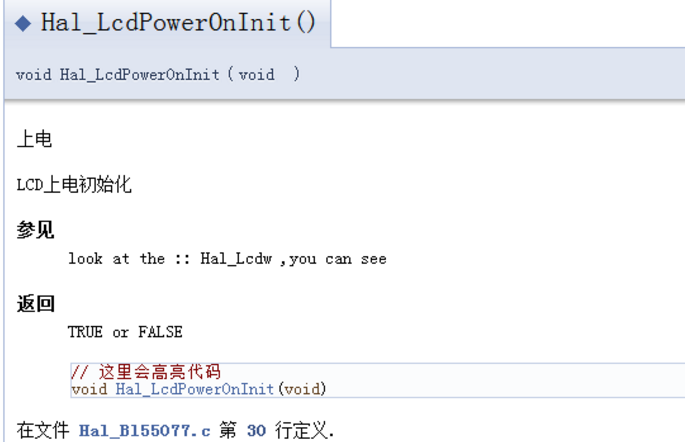 ◆ Hal_LcdPowerOnInit()
void Hal_LcdPowerOnInit ( void )
上电
LCD上电初始化
参见
look at the :: Hal_Lcdw ,you can see
返回
TRUE or FALSE
// 这里会高亮代码
void Hal_LcdPowerOnInit(void)
在文件 Hal_Bl55077.c 第 30 行定义.